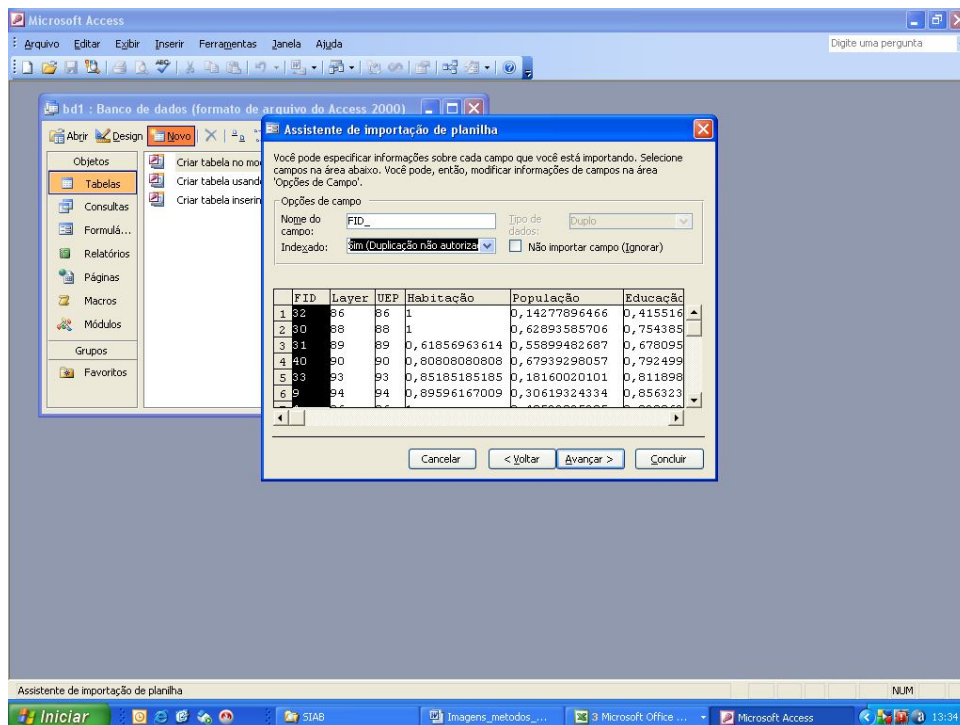 Microsoft Access
Arquivo Editar Exibir Inserir Ferramentas Janela Ajuda
Digite uma pergunta
bd1 : Banco de dados (formato de arquivo do Access 2000)
Abrir Design Novo
Objetos
Tabelas
Consultas
Formulá...
Relatórios
Páginas
Macros
Módulos
Grupos
Favoritos
Criar tabela no mo
Criar tabela usand
Criar tabela inserin
Assistente de importação de planilha
Você pode especificar informações sobre cada campo que você está importando. Selecione
campos na área abaixo. Você pode, então, modificar informações de campos na área
'Opções de Campo'.
Opções de campo
Nome do campo: FID_
Tipo de dados: Duplo
Indexado: Sim (Duplicação não autoriza
Não importar campo (Ignorar)
FID Layer UEP Habitação População Educaçã
1 32 86 86 1 0,14277896466 0,415516
2 30 88 88 1 0,62893585706 0,754385
3 31 89 89 0,61856963614 0,55899482687 0,678095
4 40 90 90 0,80808080808 0,67939298057 0,792499
5 33 93 93 0,85185185185 0,18160020101 0,811898
6 9 94 94 0,89596167009 0,30619324334 0,856323
Cancelar < Voltar Avançar > Concluir
Assistente de importação de planilha
NUM
Iniciar
SIAB
Imagens_metodos_...
3 Microsoft Office ...
Microsoft Access
13:34